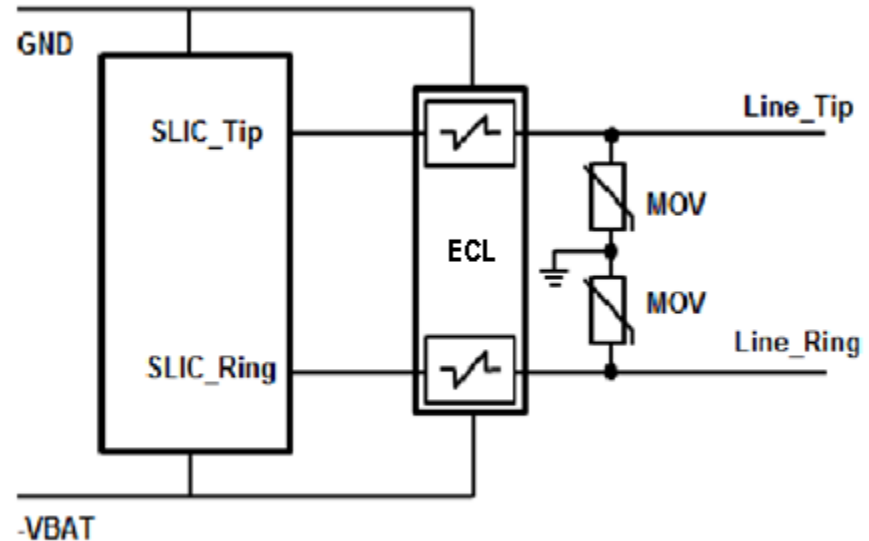 GND
SLIC_Tip
Line_Tip
MOV
ECL
MOV
Line_Ring
SLIC_Ring
-VBAT